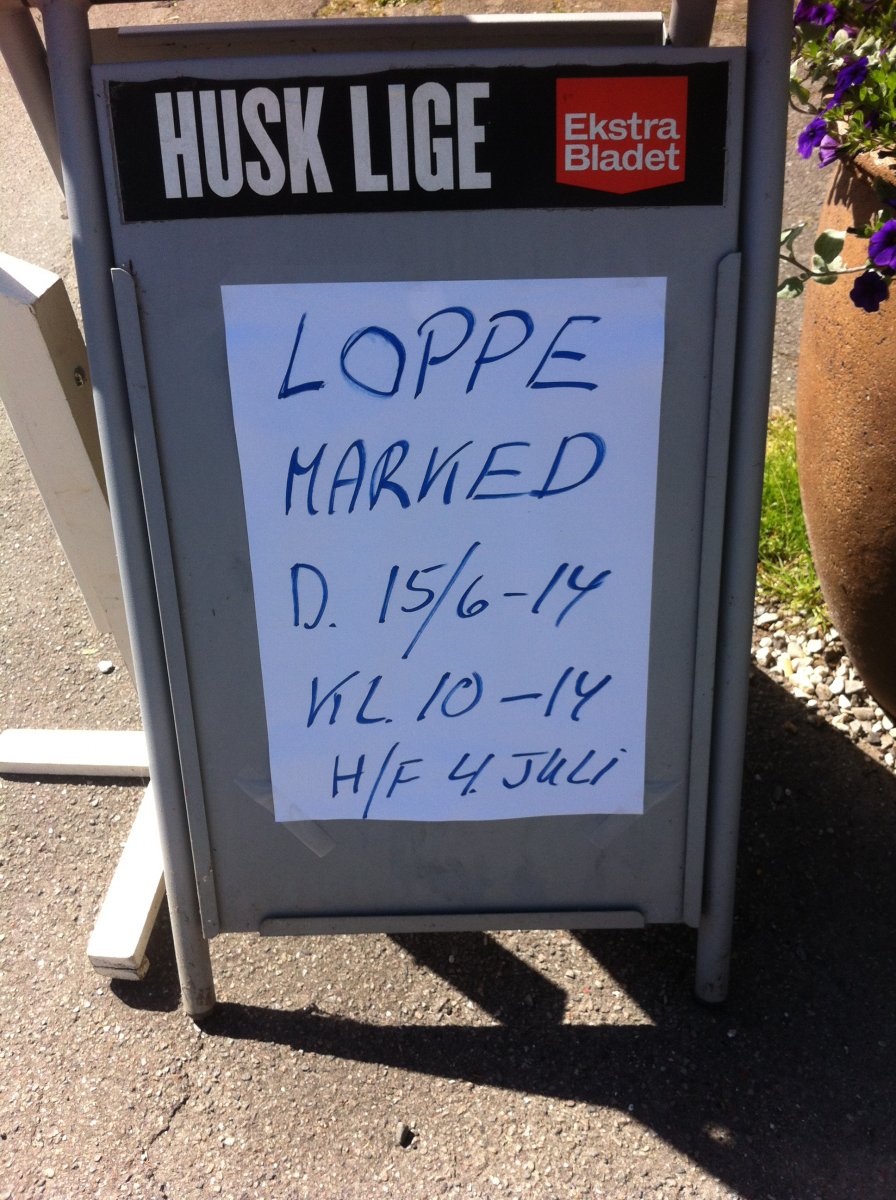 HUSK LIGE
Ekstra
Bladet
LOPPE
MARKED
D. 15/6-14
KL. 10-14
H/F 4. JULI